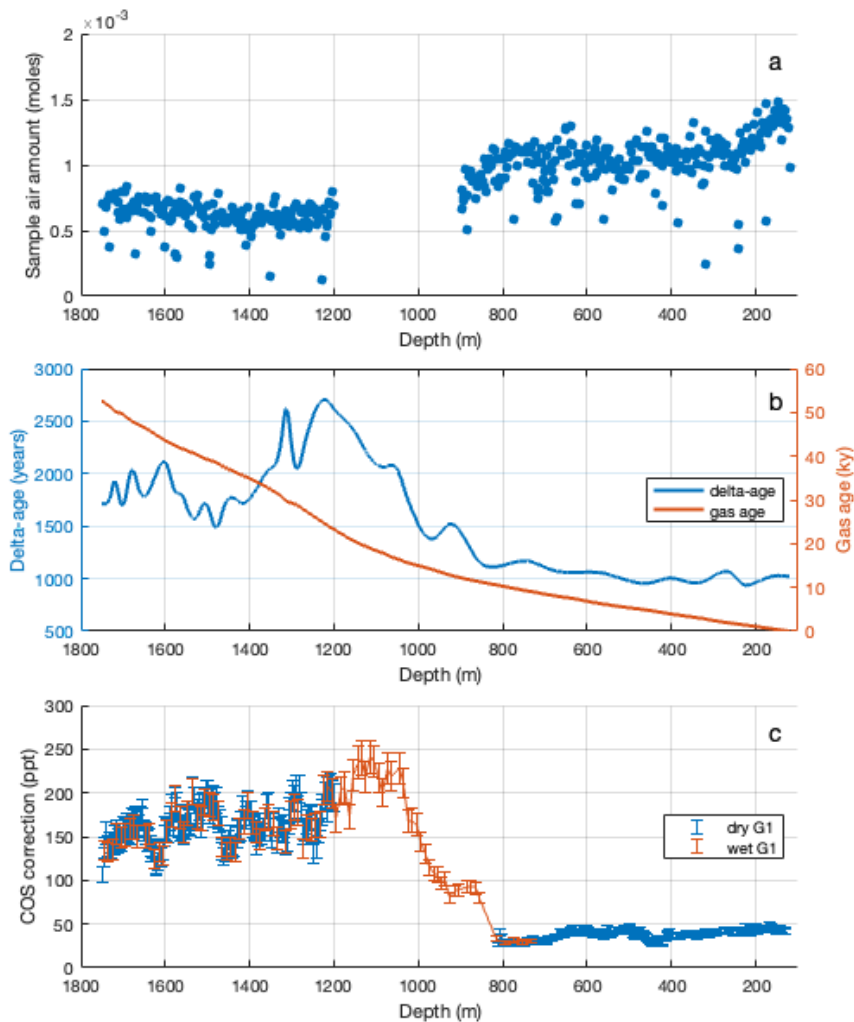 × 10⁻³
2
1.5
1
0.5
0
Sample air amount (moles)
a
1800 1600 1400 1200 1000 800 600 400 200
Depth (m)
3000
2500
2000
1500
1000
500
Delta-age (years)
b
delta-age
gas age
60
50
40
30
20
10
0
Gas age (ky)
1800 1600 1400 1200 1000 800 600 400 200
Depth (m)
300
250
200
150
100
50
0
COS correction (ppt)
c
dry G1
wet G1
1800 1600 1400 1200 1000 800 600 400 200
Depth (m)